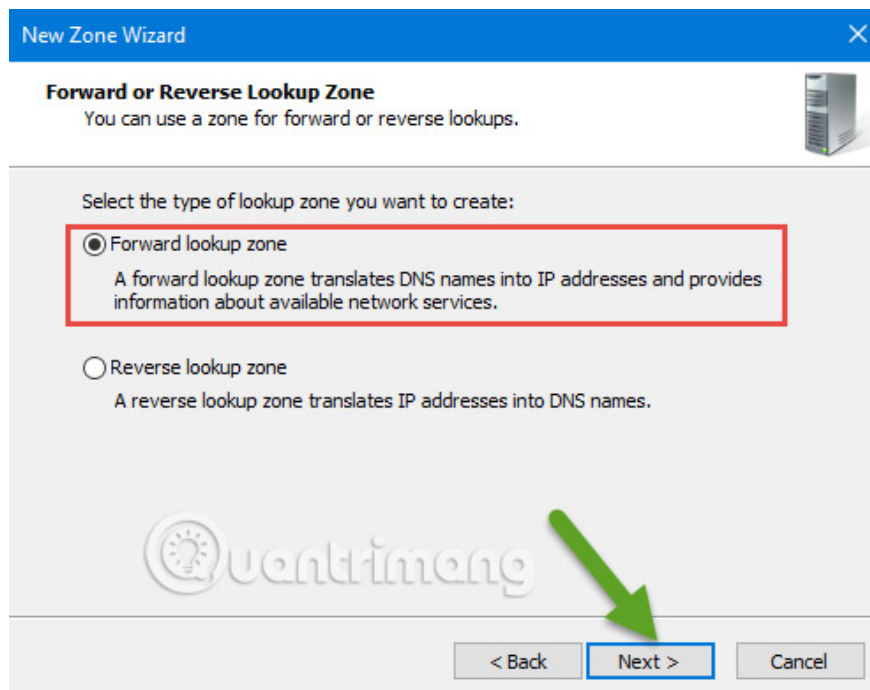 New Zone Wizard
Forward or Reverse Lookup Zone
You can use a zone for forward or reverse lookups.
Select the type of lookup zone you want to create:
Forward lookup zone
A forward lookup zone translates DNS names into IP addresses and provides
information about available network services.
Reverse lookup zone
A reverse lookup zone translates IP addresses into DNS names.
Quantrimang
< Back
Next >
Cancel